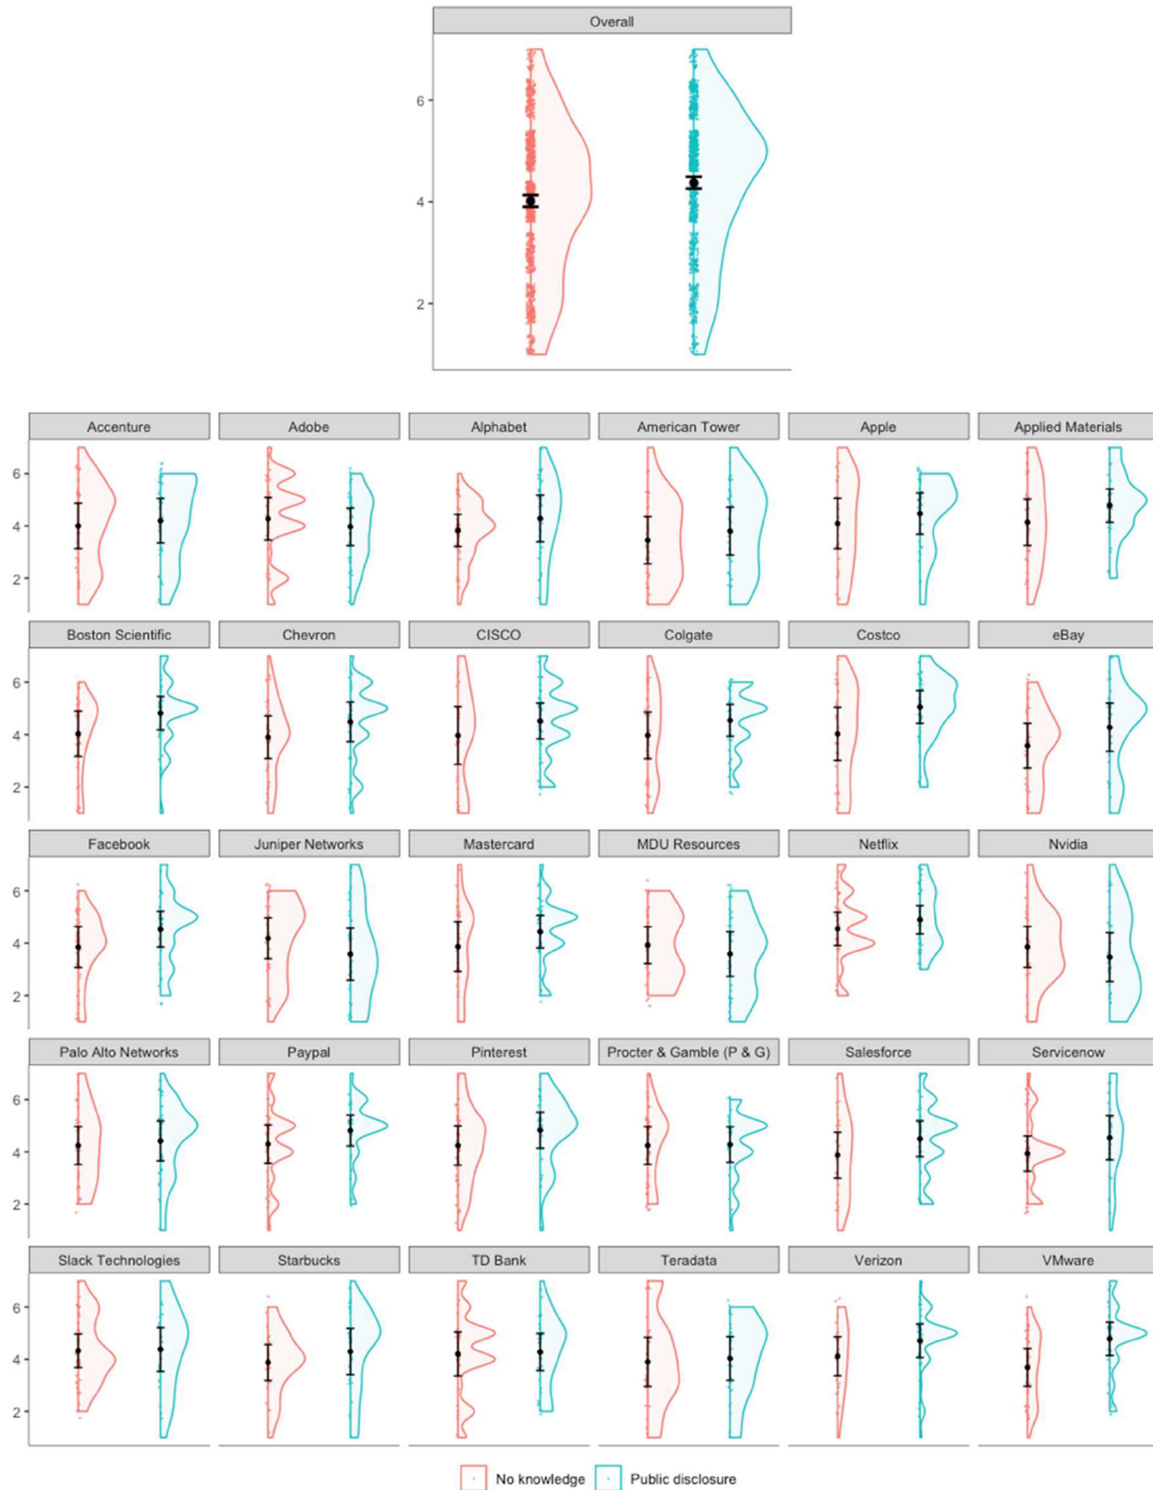 Overall
6
4
2
Accenture Adobe Alphabet American Tower Apple Applied Materials
6
4
2
Boston Scientific Chevron CISCO Colgate Costco eBay
6
4
2
Facebook Juniper Networks Mastercard MDU Resources Netflix Nvidia
6
4
2
Palo Alto Networks Paypal Pinterest Procter & Gamble (P & G) Salesforce Servicenow
6
4
2
Slack Technologies Starbucks TD Bank Teradata Verizon VMware
6
4
2
No knowledge Public disclosure